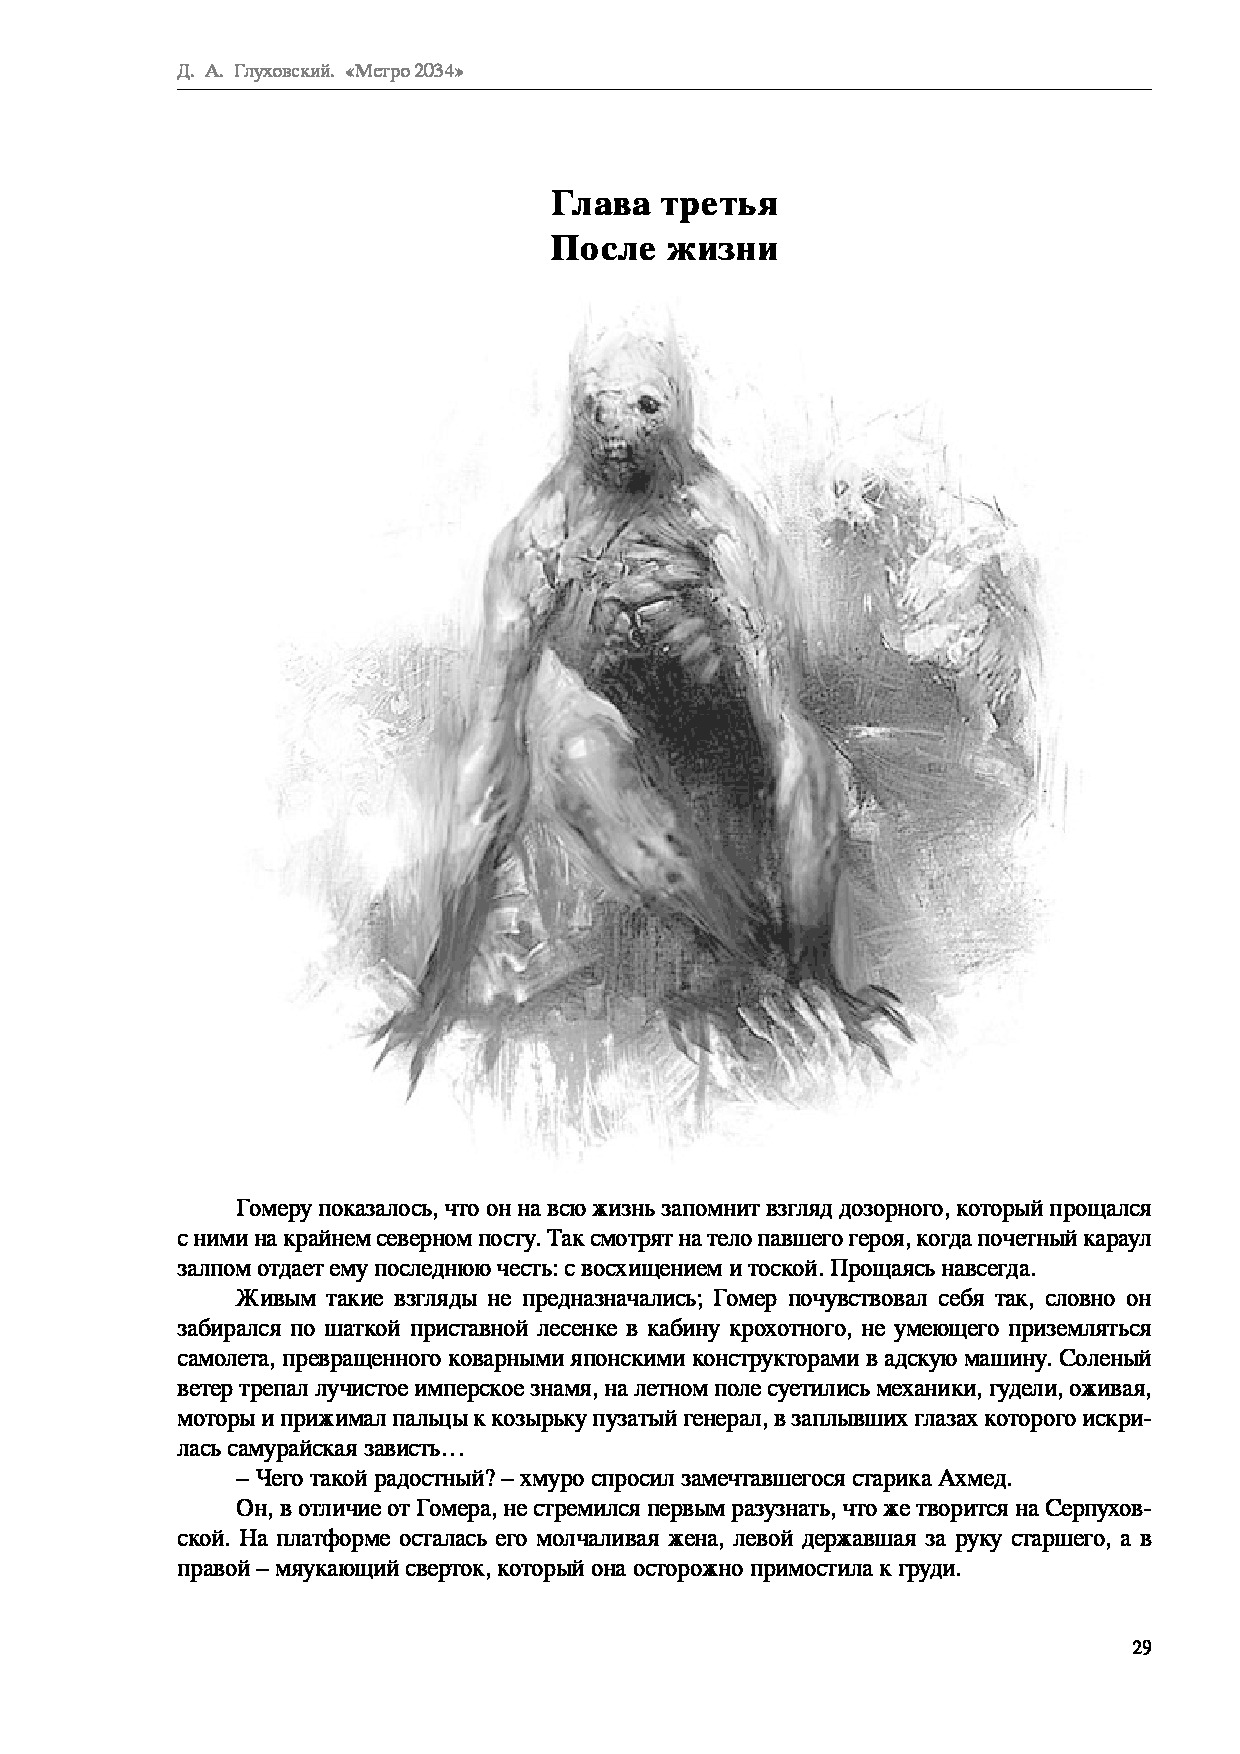 Д. А. Глуховский. «Метро 2034»
Глава третья
После жизни
Гомеру показалось, что он на всю жизнь запомнит взгляд дозорного, который прощался
с ними на крайнем северном посту. Так смотрят на тело павшего героя, когда почетный караул
залпом отдает ему последнюю честь: с восхищением и тоской. Прощаясь навсегда.
Живым такие взгляды не предназначались; Гомер почувствовал себя так, словно он
забирался по шаткой приставной лесенке в кабину крохотного, не умеющего приземляться
самолета, превращенного коварными японскими конструкторами в адскую машину. Соленый
ветер трепал лучистое имперское знамя, на летном поле суетились механики, гудели, оживая,
моторы и прижимал пальцы к козырьку пузатый генерал, в заплывших глазах которого искри-
лась самурайская зависть…
– Чего такой радостный? – хмуро спросил замечтавшегося старика Ахмед.
Он, в отличие от Гомера, не стремился первым разузнать, что же творится на Серпухов-
ской. На платформе осталась его молчаливая жена, левой державшая за руку старшего, а в
правой – мяукающий сверток, который она осторожно примостила к груди.
29